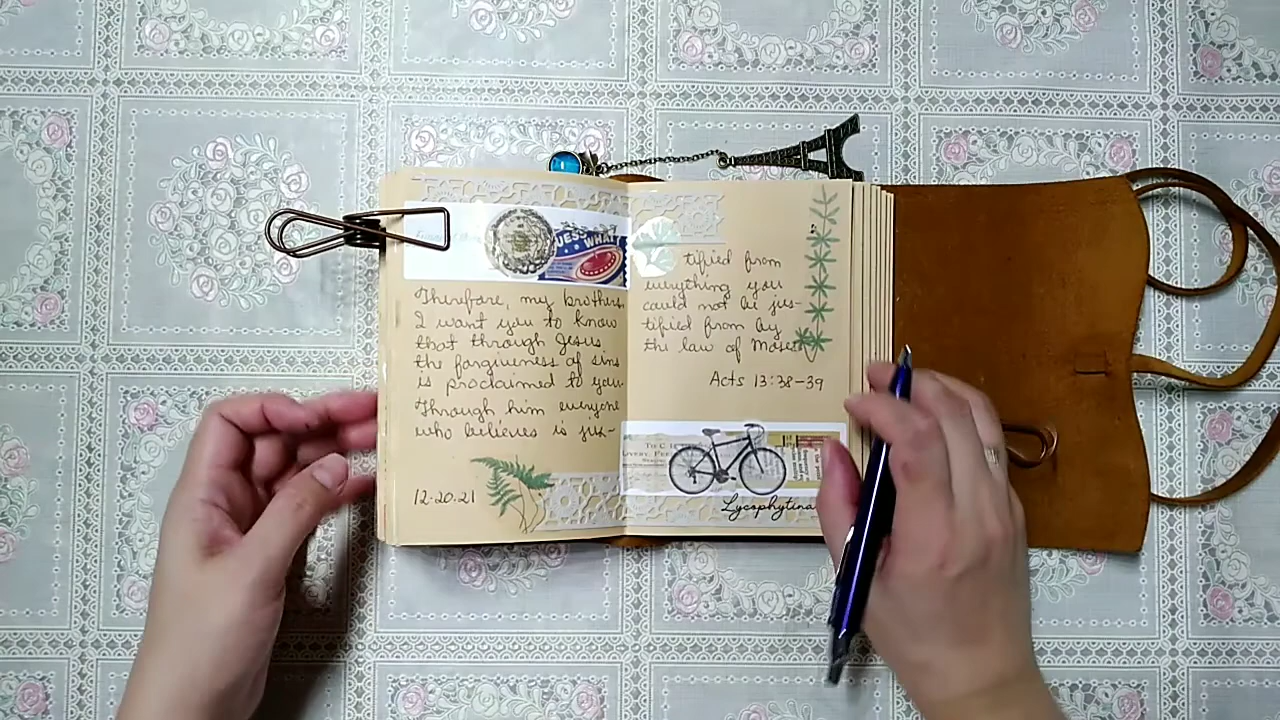 UESS WHAT
Therefore, my brothers,
I want you to know
that through Jesus
the forgiveness of sins
is proclaimed to you.
Through him everyone
who believes is jus-
12.20.21
tified from
everything you
could not be jus-
tified from by
the law of Moses
Acts 13:38-39
Lycophytina